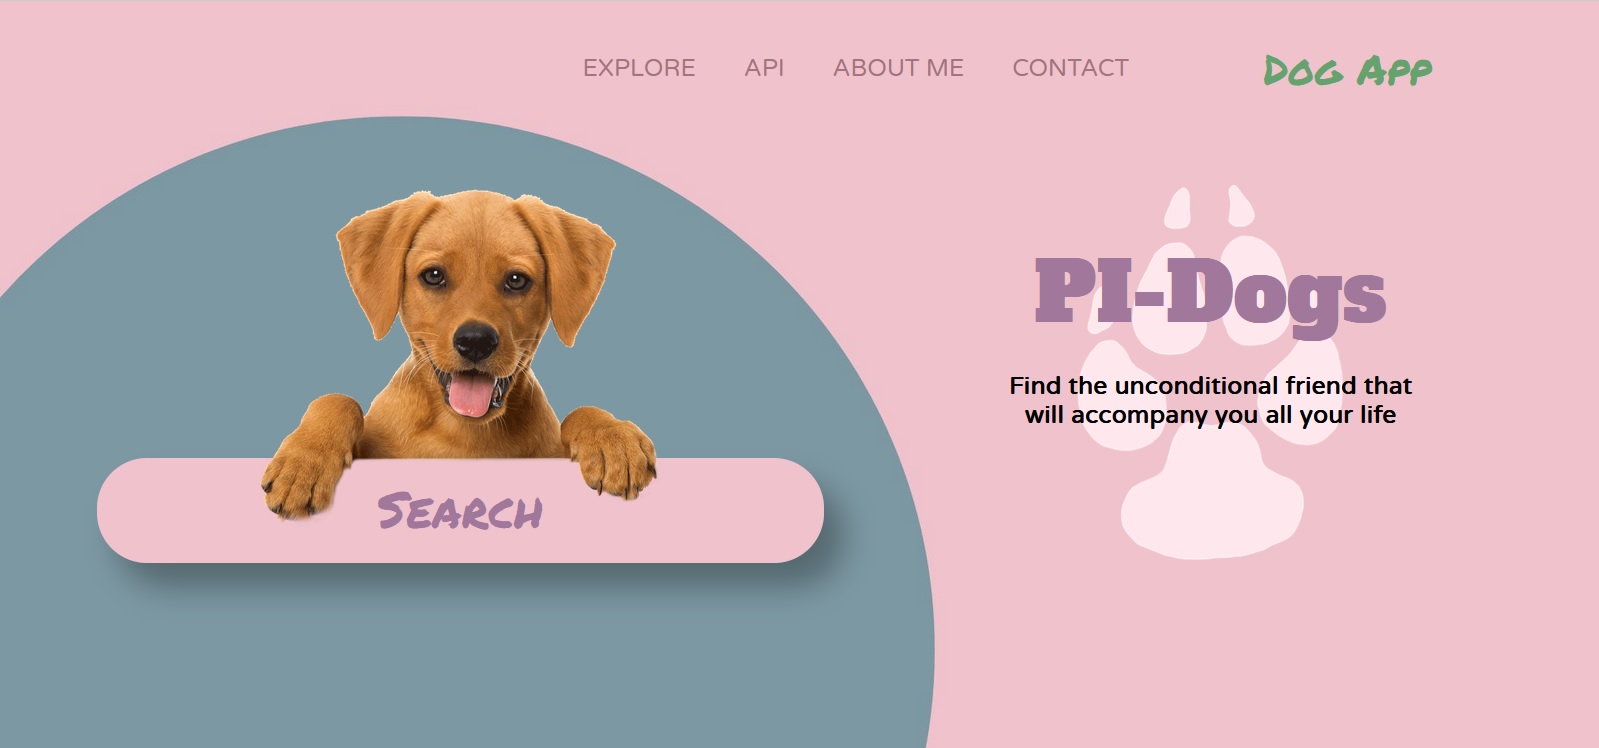 EXPLORE API ABOUT ME CONTACT Dog App
PI-Dogs
Find the unconditional friend that
will accompany you all your life
Search